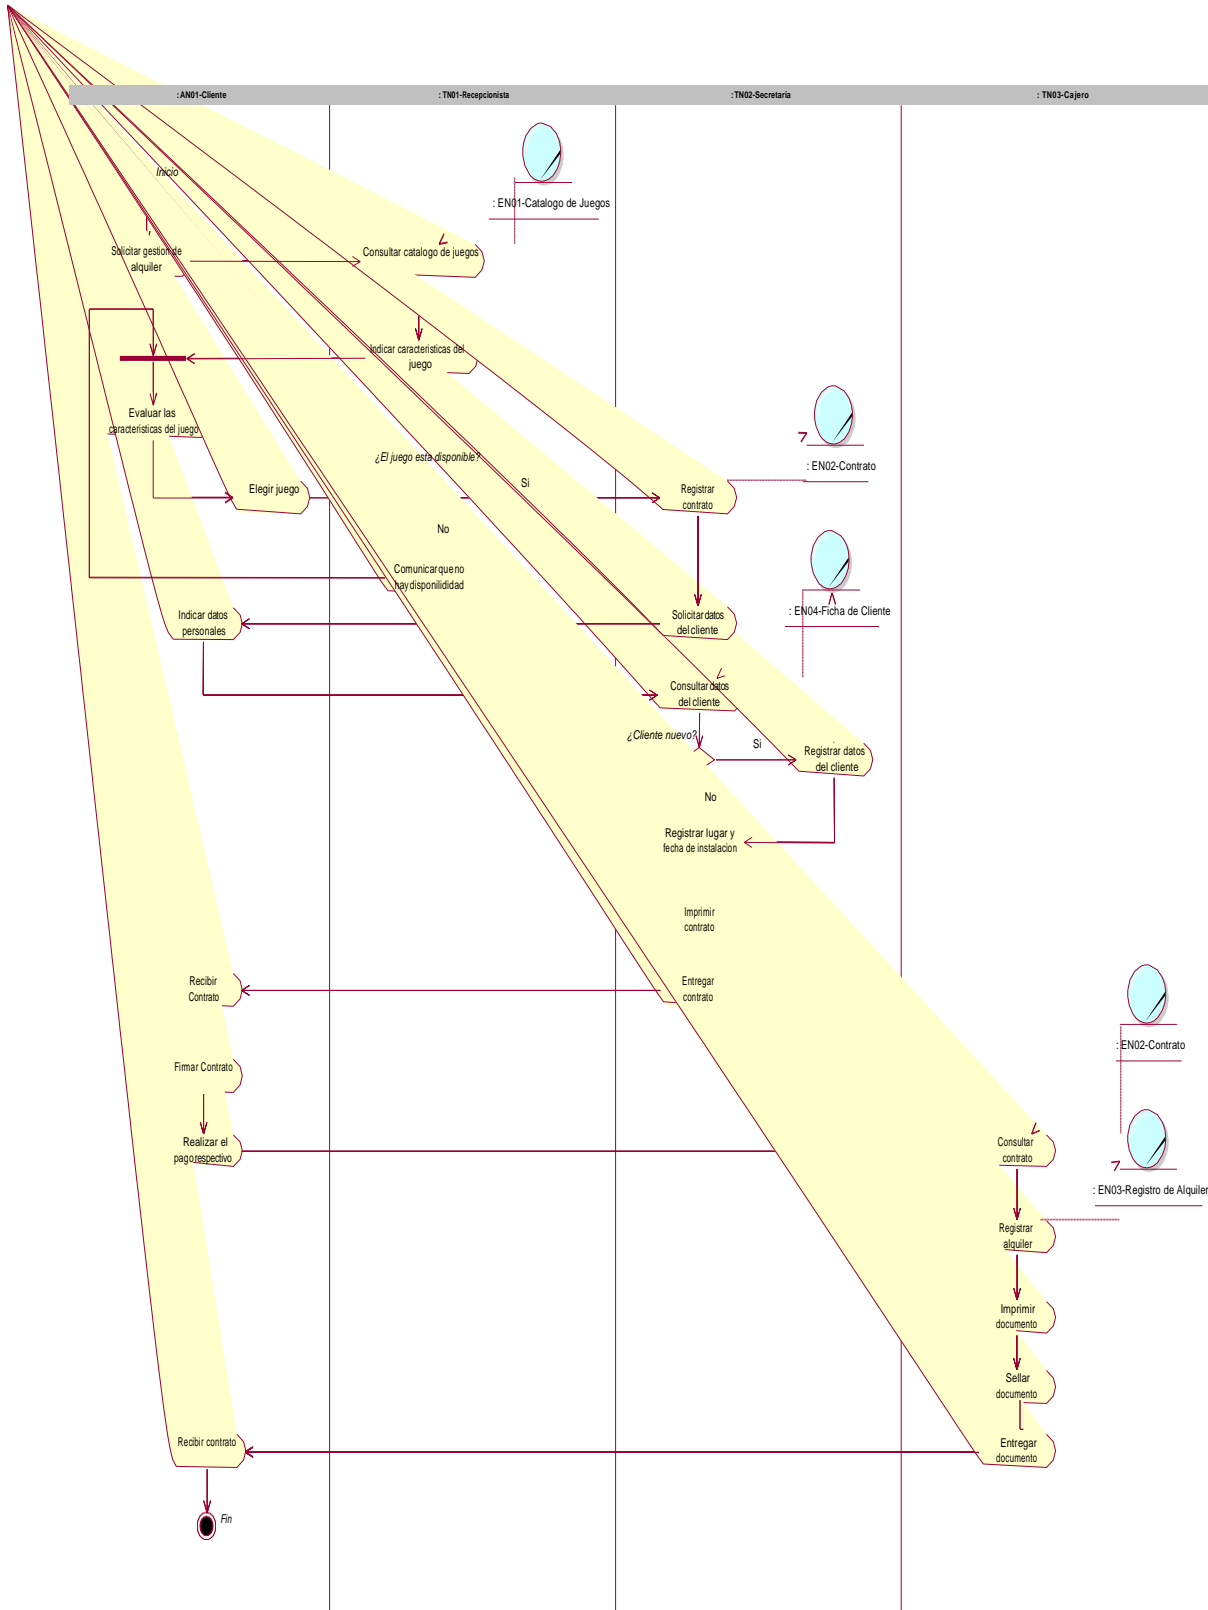 : AN01-Cliente
: TN01-Recepcionista
: TN02-Secretaria
: TN03-Cajero
Inicio
: EN01-Catalogo de Juegos
Solicitar gestion de
alquiler
Consultar catalogo de juegos
Indicar caracteristicas del
juego
Evaluar las
caracteristicas del juego
¿El juego esta disponible?
Si
: EN02-Contrato
Elegir juego
Registrar
contrato
No
Comunicar que no
hay disponilididad
Indicar datos
personales
Solicitar datos
del cliente
: EN04-Ficha de Cliente
Consultar datos
del cliente
¿Cliente nuevo?
Si
Registrar datos
del cliente
No
Registrar lugar y
fecha de instalacion
Imprimir
contrato
Recibir
Contrato
Entregar
contrato
: EN02-Contrato
Firmar Contrato
Realizar el
pago respectivo
Consultar
contrato
: EN03-Registro de Alquiler
Registrar
alquiler
Imprimir
documento
Sellar
documento
Recibir contrato
Entregar
documento
Fin